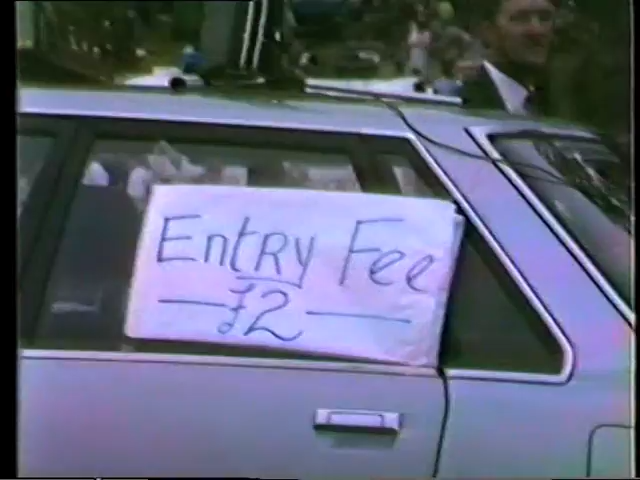 EntRy Fee
— £2 —